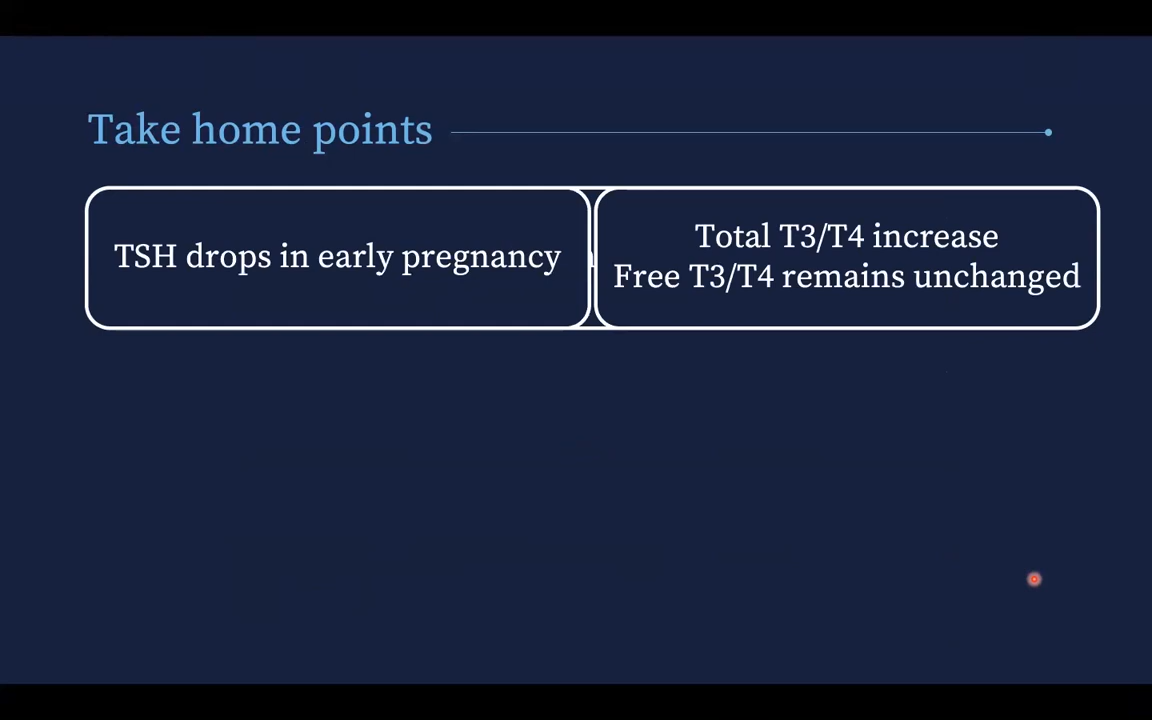 Take home points
TSH drops in early pregnancy
Total T3/T4 increase
Free T3/T4 remains unchanged